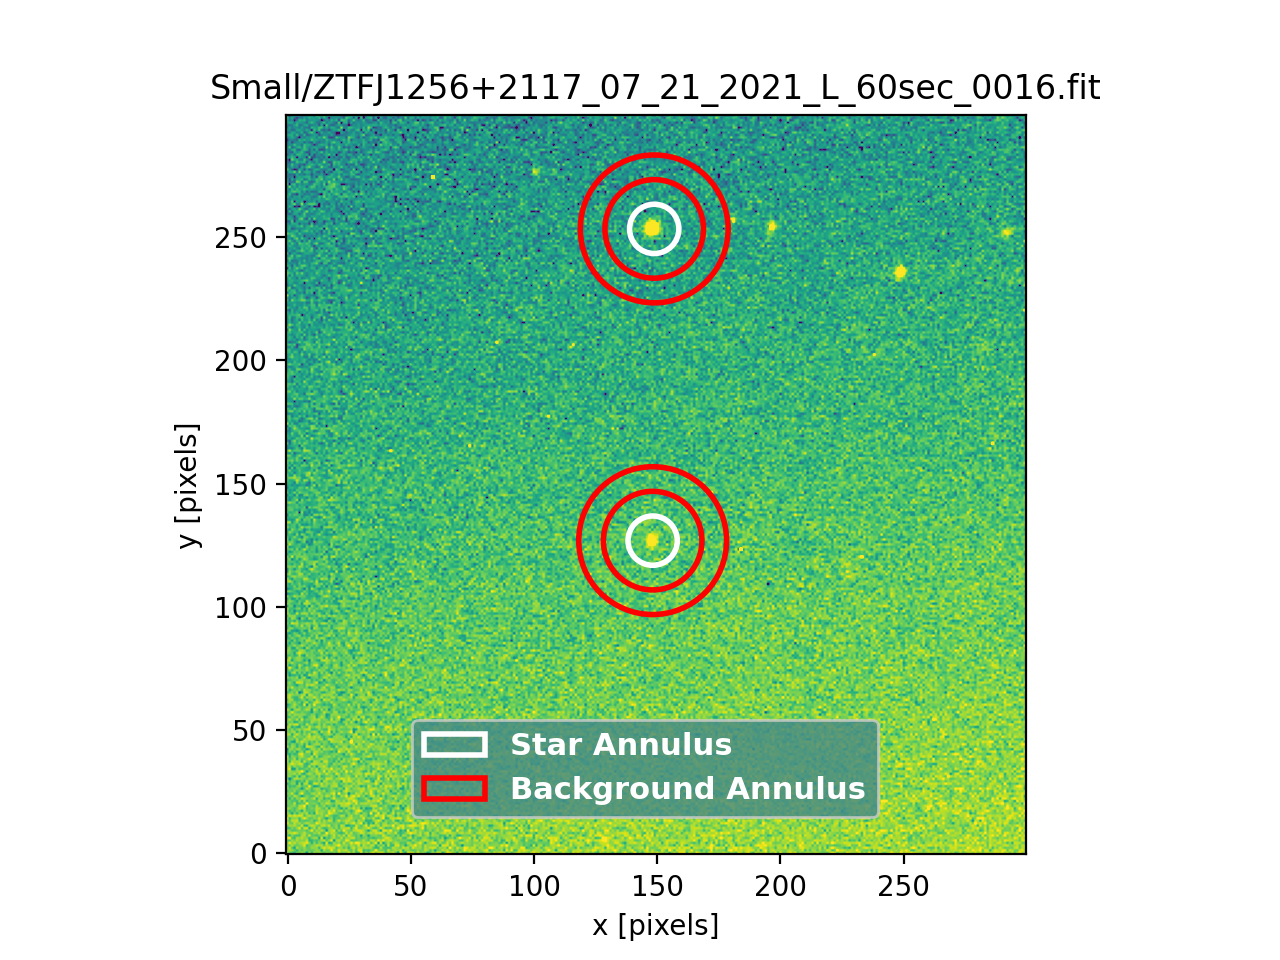 Small/ZTFJ1256+2117_07_21_2021_L_60sec_0016.fit
250
200
150
100
50
0
y [pixels]
Star Annulus
Background Annulus
0 50 100 150 200 250
x [pixels]